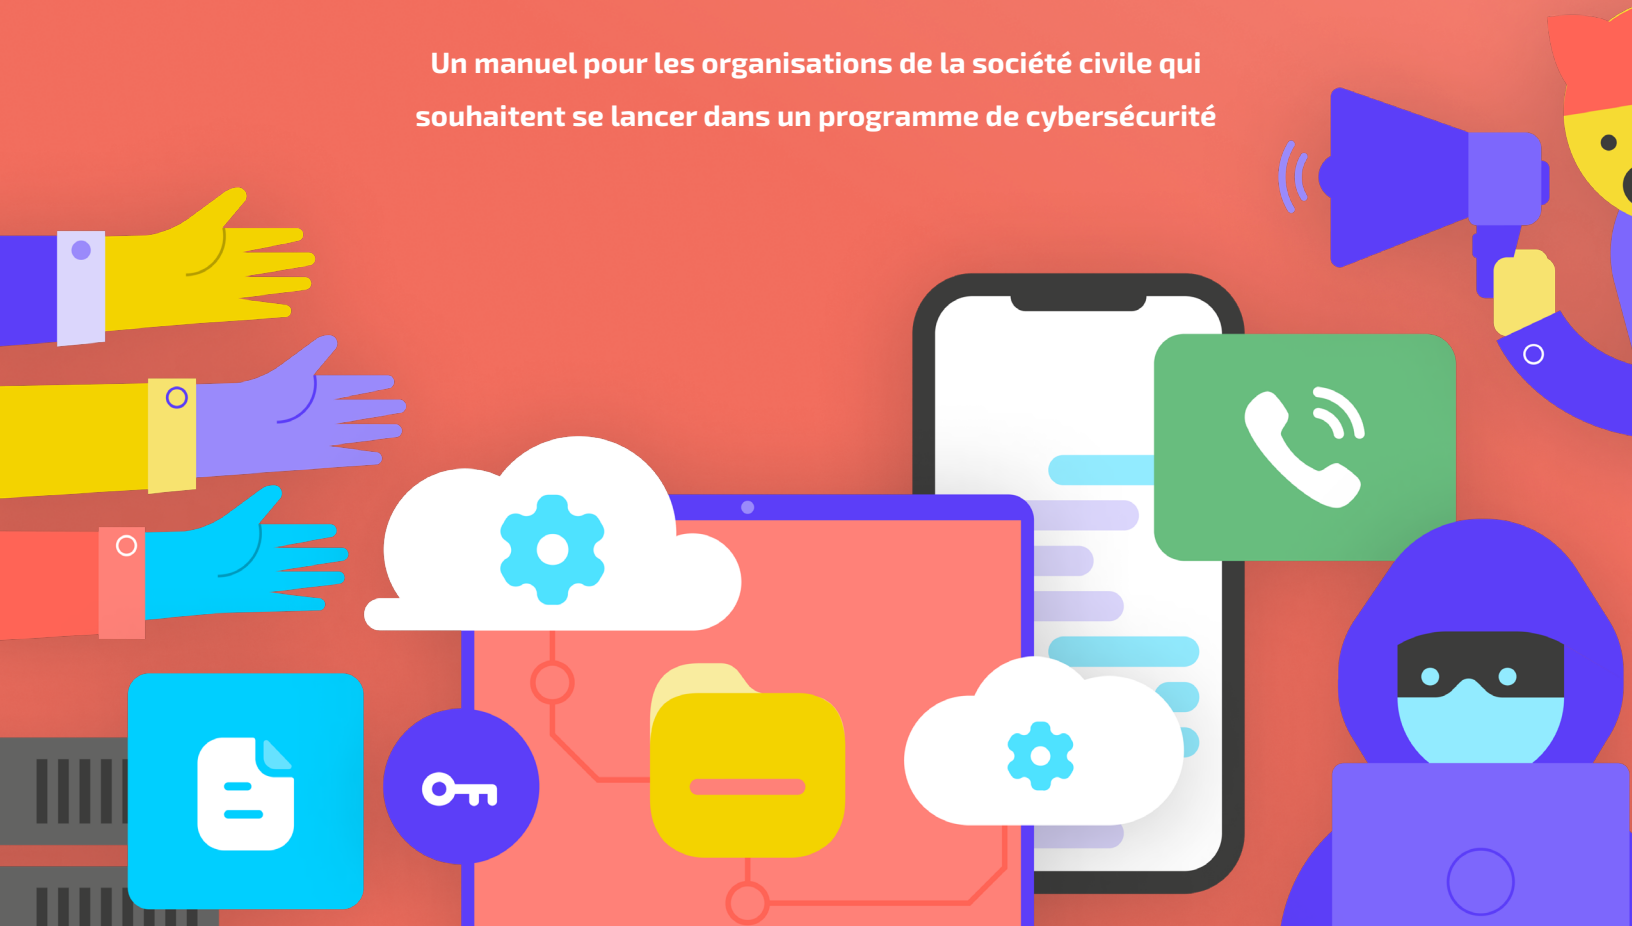 Un manuel pour les organisations de la société civile qui
souhaitent se lancer dans un programme de cybersécurité